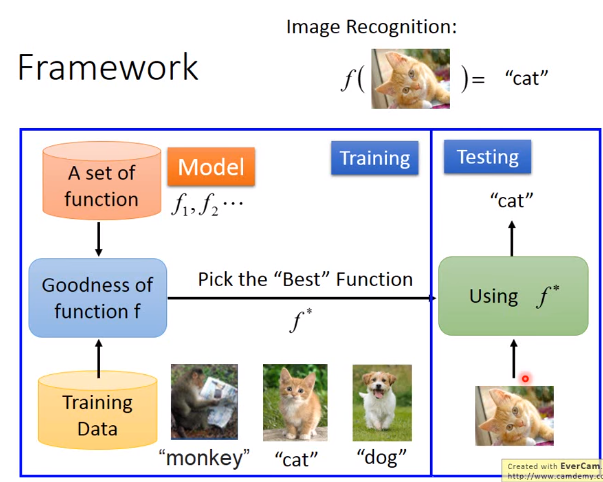 Image Recognition:
Framework
f( )= "cat"
A set of function
Model
Training
Testing
f₁, f₂ ⋯
"cat"
Goodness of function f
Pick the "Best" Function
f*
Using f*
Training Data
"monkey"
"cat"
"dog"
Created with EverCam.
http://www.camdemy.co